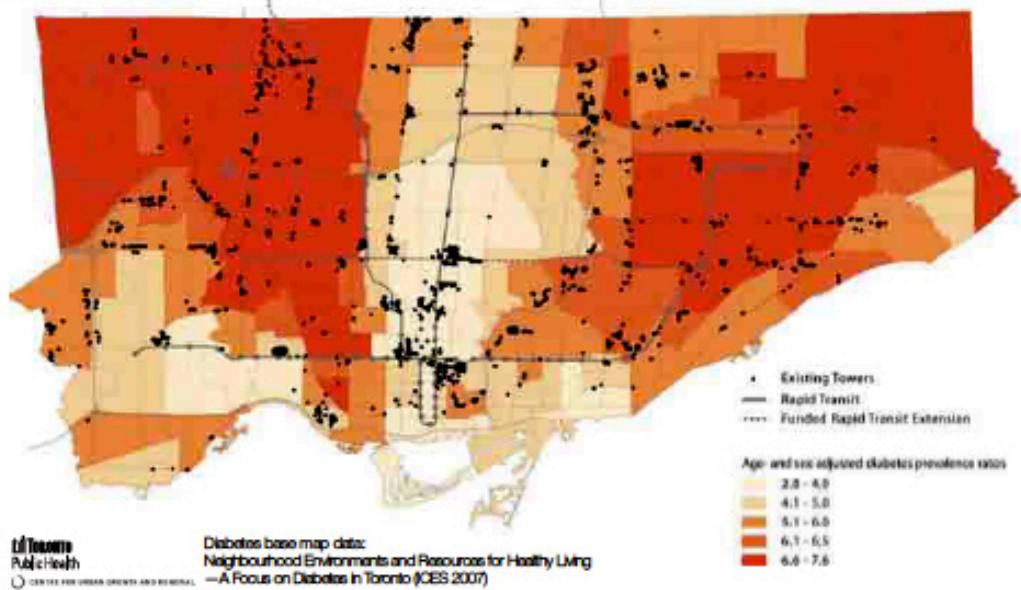 Existing Towers
Rapid Transit
Funded Rapid Transit Extension
Age- and sex adjusted diabetes prevalence rates
2.8 - 4.0
4.1 - 5.0
5.1 - 6.0
6.1 - 6.5
6.6 - 7.6
Toronto
Public Health
CENTRE FOR URBAN GROWTH AND RENEWAL
Diabetes base map data:
Neighbourhood Environments and Resources for Healthy Living
—A Focus on Diabetes in Toronto (ICES 2007)